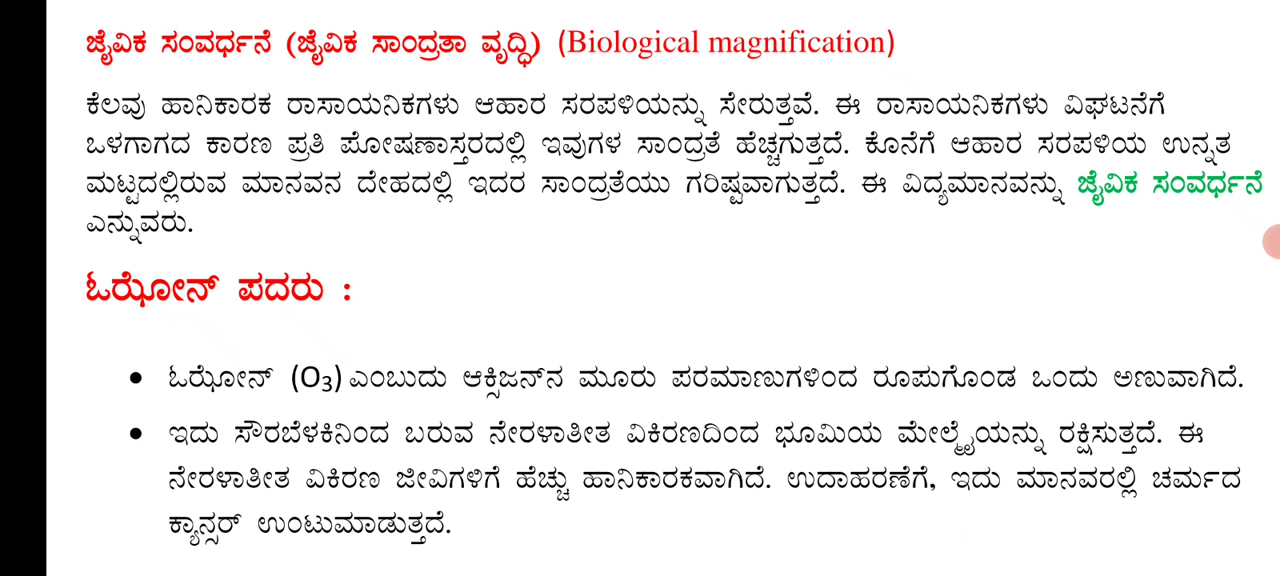 ಜೈವಿಕ ಸಂವರ್ಧನೆ (ಜೈವಿಕ ಸಾಂದ್ರತಾ ವೃದ್ಧಿ) (Biological magnification)
ಕೆಲವು ಹಾನಿಕಾರಕ ರಾಸಾಯನಿಕಗಳು ಆಹಾರ ಸರಪಳಿಯನ್ನು ಸೇರುತ್ತವೆ. ಈ ರಾಸಾಯನಿಕಗಳು ವಿಘಟನೆಗೆ
ಒಳಗಾಗದ ಕಾರಣ ಪ್ರತಿ ಪೋಷಣಾಸ್ತರದಲ್ಲಿ ಇವುಗಳ ಸಾಂದ್ರತೆ ಹೆಚ್ಚಗುತ್ತದೆ. ಕೊನೆಗೆ ಆಹಾರ ಸರಪಳಿಯ ಉನ್ನತ
ಮಟ್ಟದಲ್ಲಿರುವ ಮಾನವನ ದೇಹದಲ್ಲಿ ಇದರ ಸಾಂದ್ರತೆಯು ಗರಿಷ್ಟವಾಗುತ್ತದೆ. ಈ ವಿದ್ಯಮಾನವನ್ನು ಜೈವಿಕ ಸಂವರ್ಧನೆ
ಎನ್ನುವರು.
ಓಝೋನ್ ಪದರು :
• ಓಝೋನ್ (O₃) ಎಂಬುದು ಆಕ್ಸಿಜನ್‌ನ ಮೂರು ಪರಮಾಣುಗಳಿಂದ ರೂಪುಗೊಂಡ ಒಂದು ಅಣುವಾಗಿದೆ.
• ಇದು ಸೌರಬೆಳಕಿನಿಂದ ಬರುವ ನೇರಳಾತೀತ ವಿಕಿರಣದಿಂದ ಭೂಮಿಯ ಮೇಲ್ಮೈಯನ್ನು ರಕ್ಷಿಸುತ್ತದೆ. ಈ
ನೇರಳಾತೀತ ವಿಕಿರಣ ಜೀವಿಗಳಿಗೆ ಹೆಚ್ಚು ಹಾನಿಕಾರಕವಾಗಿದೆ. ಉದಾಹರಣೆಗೆ, ಇದು ಮಾನವರಲ್ಲಿ ಚರ್ಮದ
ಕ್ಯಾನ್ಸರ್ ಉಂಟುಮಾಡುತ್ತದೆ.